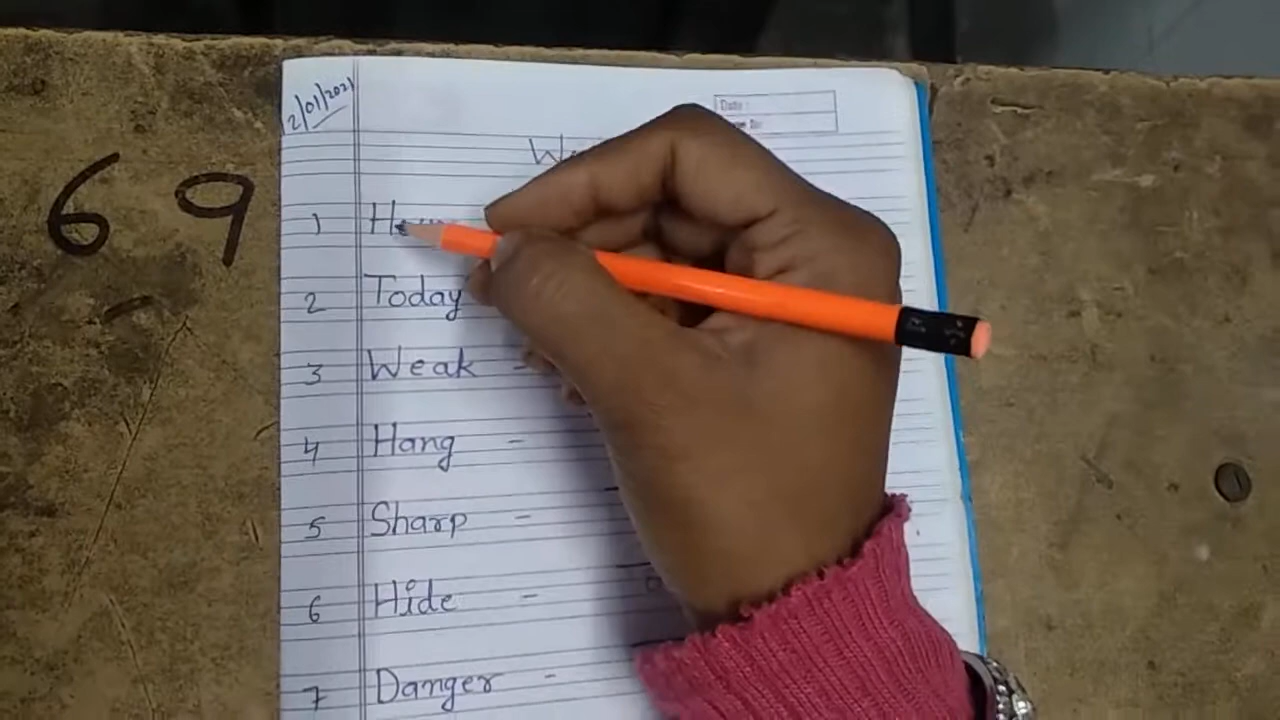 2/01/2021
Date :
69
1
2 Today
3 Weak -
4 Hang -
5 Sharp -
6 Hide -
7 Danger -